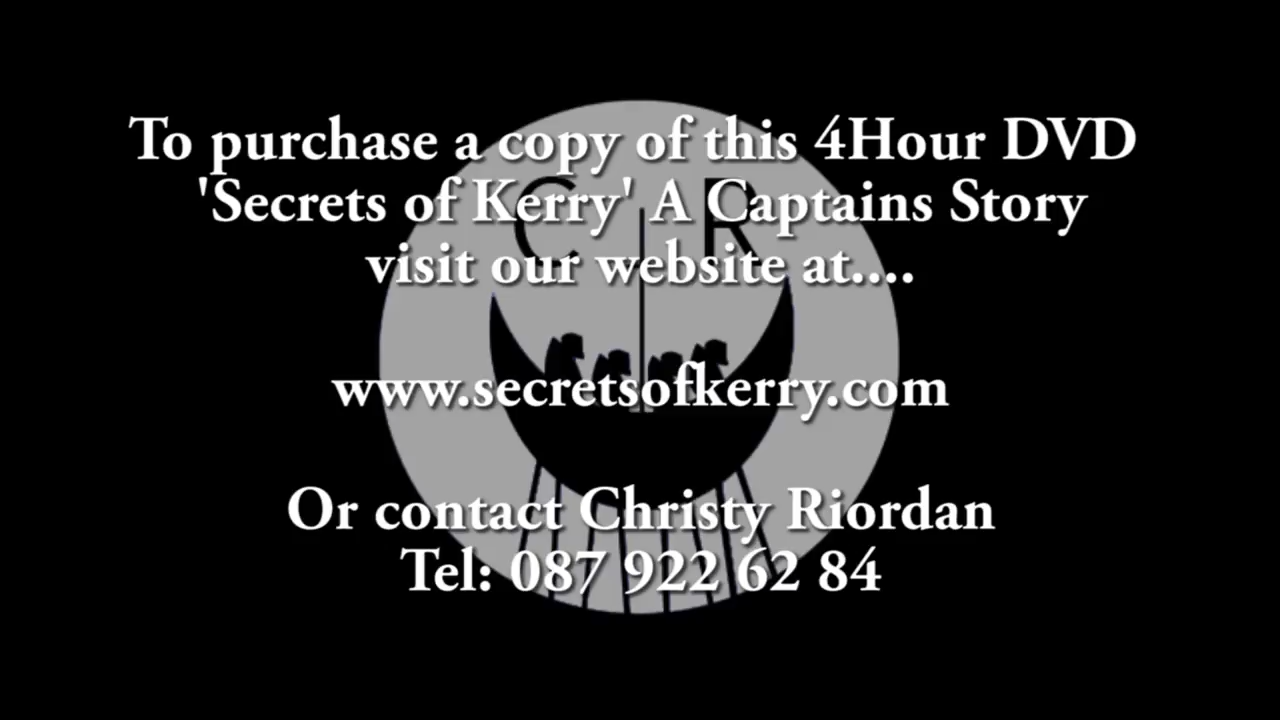 To purchase a copy of this 4Hour DVD
'Secrets of Kerry' A Captains Story
visit our website at....
www.secretsofkerry.com
Or contact Christy Riordan
Tel: 087 922 62 84
C R